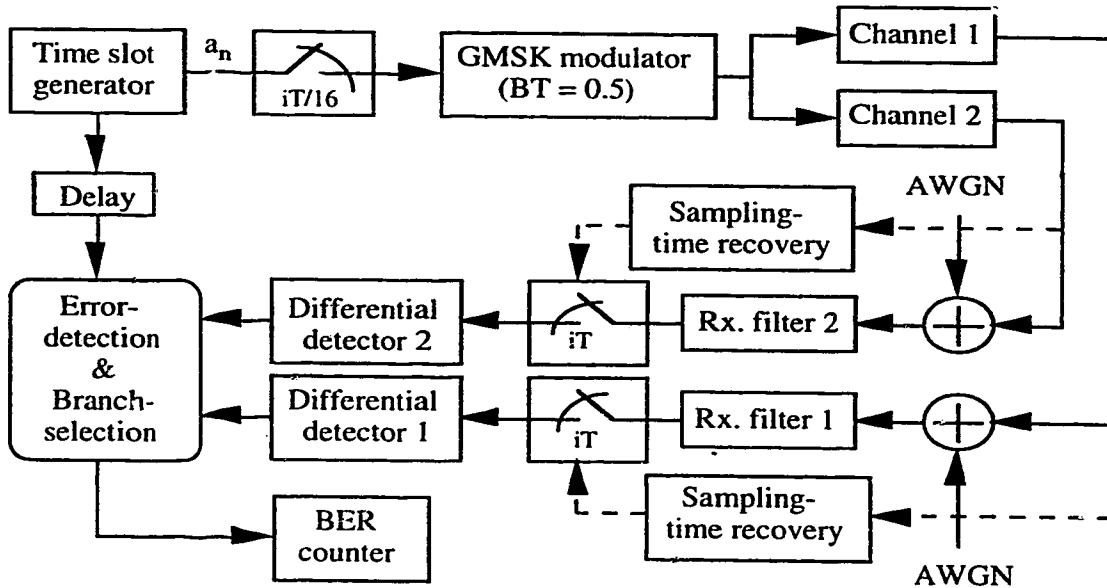 Time slot
generator
a_n
iT/16
GMSK modulator
(BT = 0.5)
Channel 1
Channel 2
Delay
AWGN
Sampling-
time recovery
Error-
detection
&
Branch-
selection
Differential
detector 2
iT
Rx. filter 2
Differential
detector 1
iT
Rx. filter 1
BER
counter
Sampling-
time recovery
AWGN